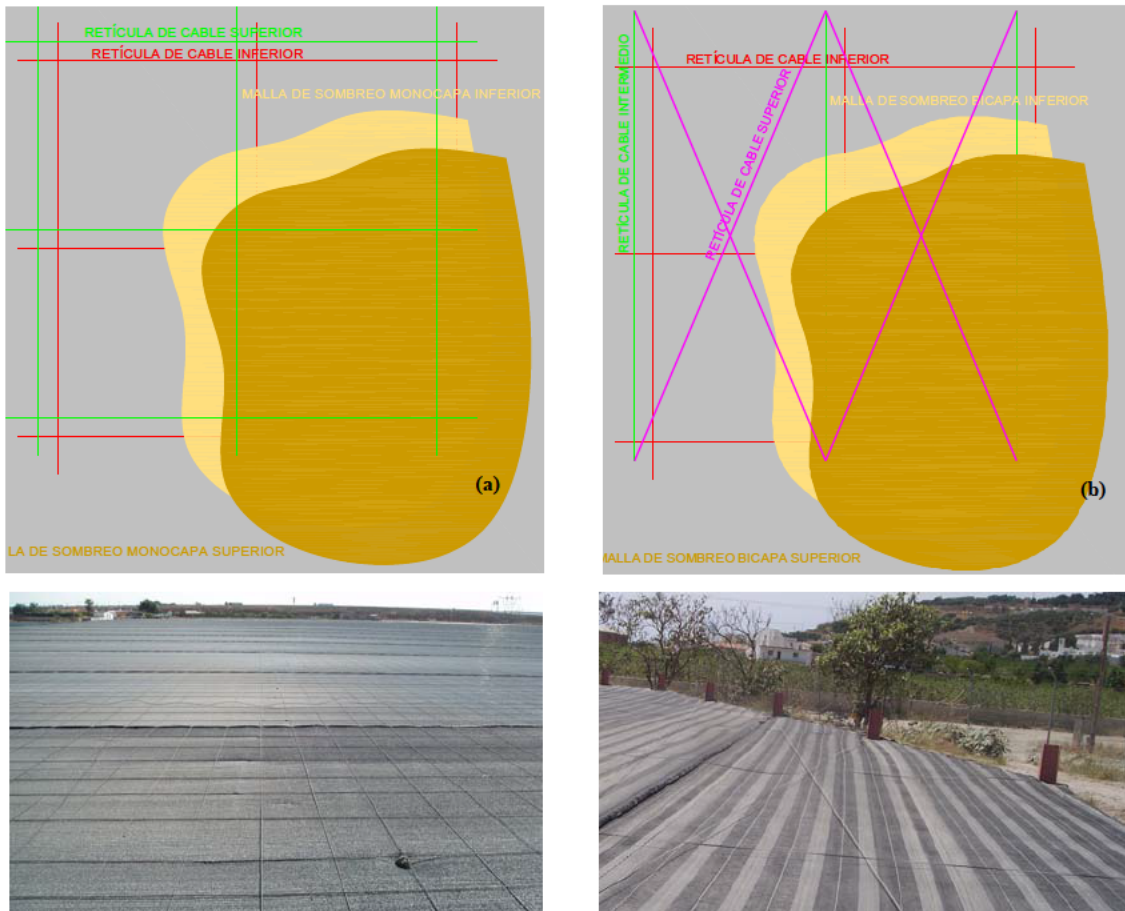 RETÍCULA DE CABLE SUPERIOR
RETÍCULA DE CABLE INFERIOR
MALLA DE SOMBREO MONOCAPA INFERIOR
(a)
LA DE SOMBREO MONOCAPA SUPERIOR
RETÍCULA DE CABLE INFERIOR
MALLA DE SOMBREO BICAPA INFERIOR
RETÍCULA DE CABLE INTERMEDIO
RETÍCULA DE CABLE SUPERIOR
(b)
MALLA DE SOMBREO BICAPA SUPERIOR